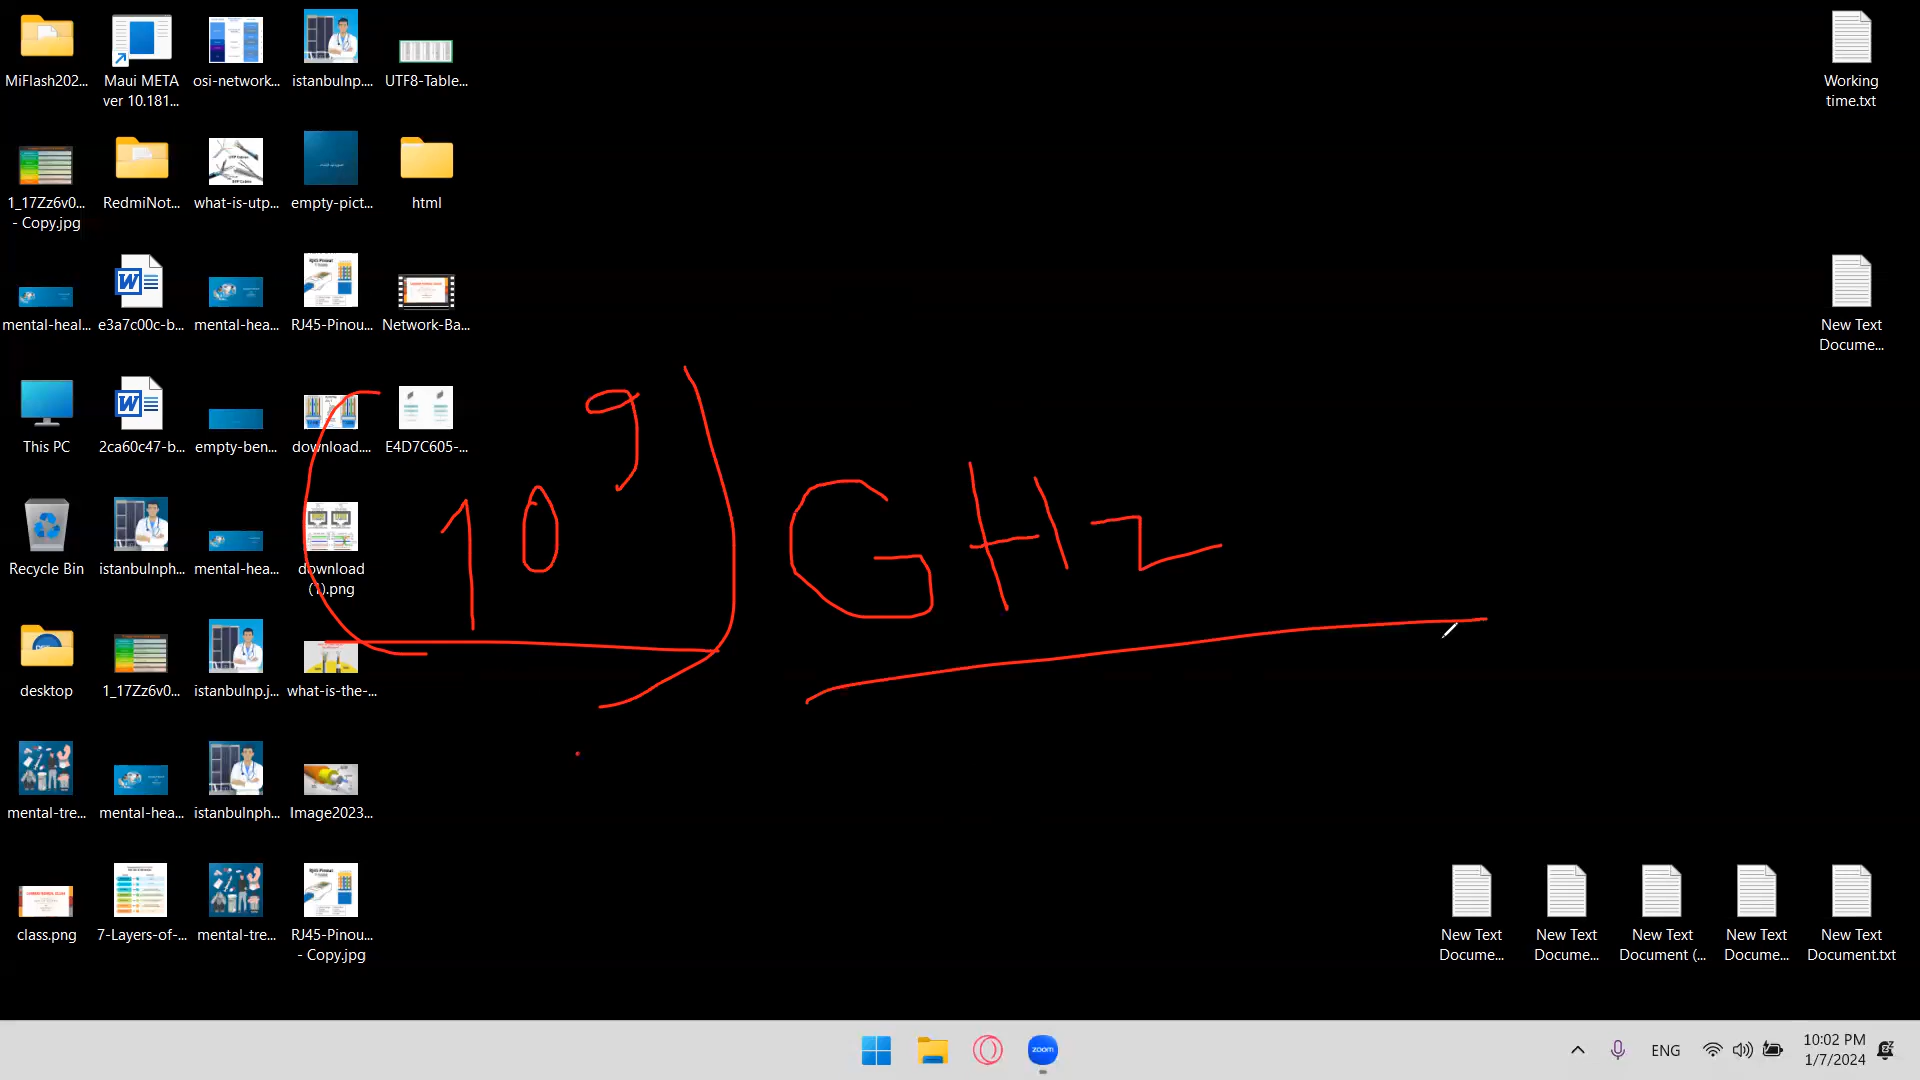 MiFlash202...
Maui META
ver 10.181...
osi-network...
istanbulnp....
UTF8-Table...
Working
time.txt
1_17Zz6v0...
- Copy.jpg
RedmiNot...
what-is-utp...
empty-pict...
html
mental-heal...
e3a7c00c-b...
mental-hea...
RJ45-Pinou...
Network-Ba...
New Text
Docume...
This PC
2ca60c47-b...
empty-ben...
download....
E4D7C605-...
10⁹ GHz
Recycle Bin
istanbulnph...
mental-hea...
download
(1).png
desktop
1_17Zz6v0...
istanbulnp.j...
what-is-the-...
mental-tre...
mental-hea...
istanbulnph...
Image2023...
class.png
7-Layers-of-...
mental-tre...
RJ45-Pinou...
- Copy.jpg
New Text
Docume...
New Text
Docume...
New Text
Document (...
New Text
Docume...
New Text
Document.txt
zoom
ENG
10:02 PM
1/7/2024